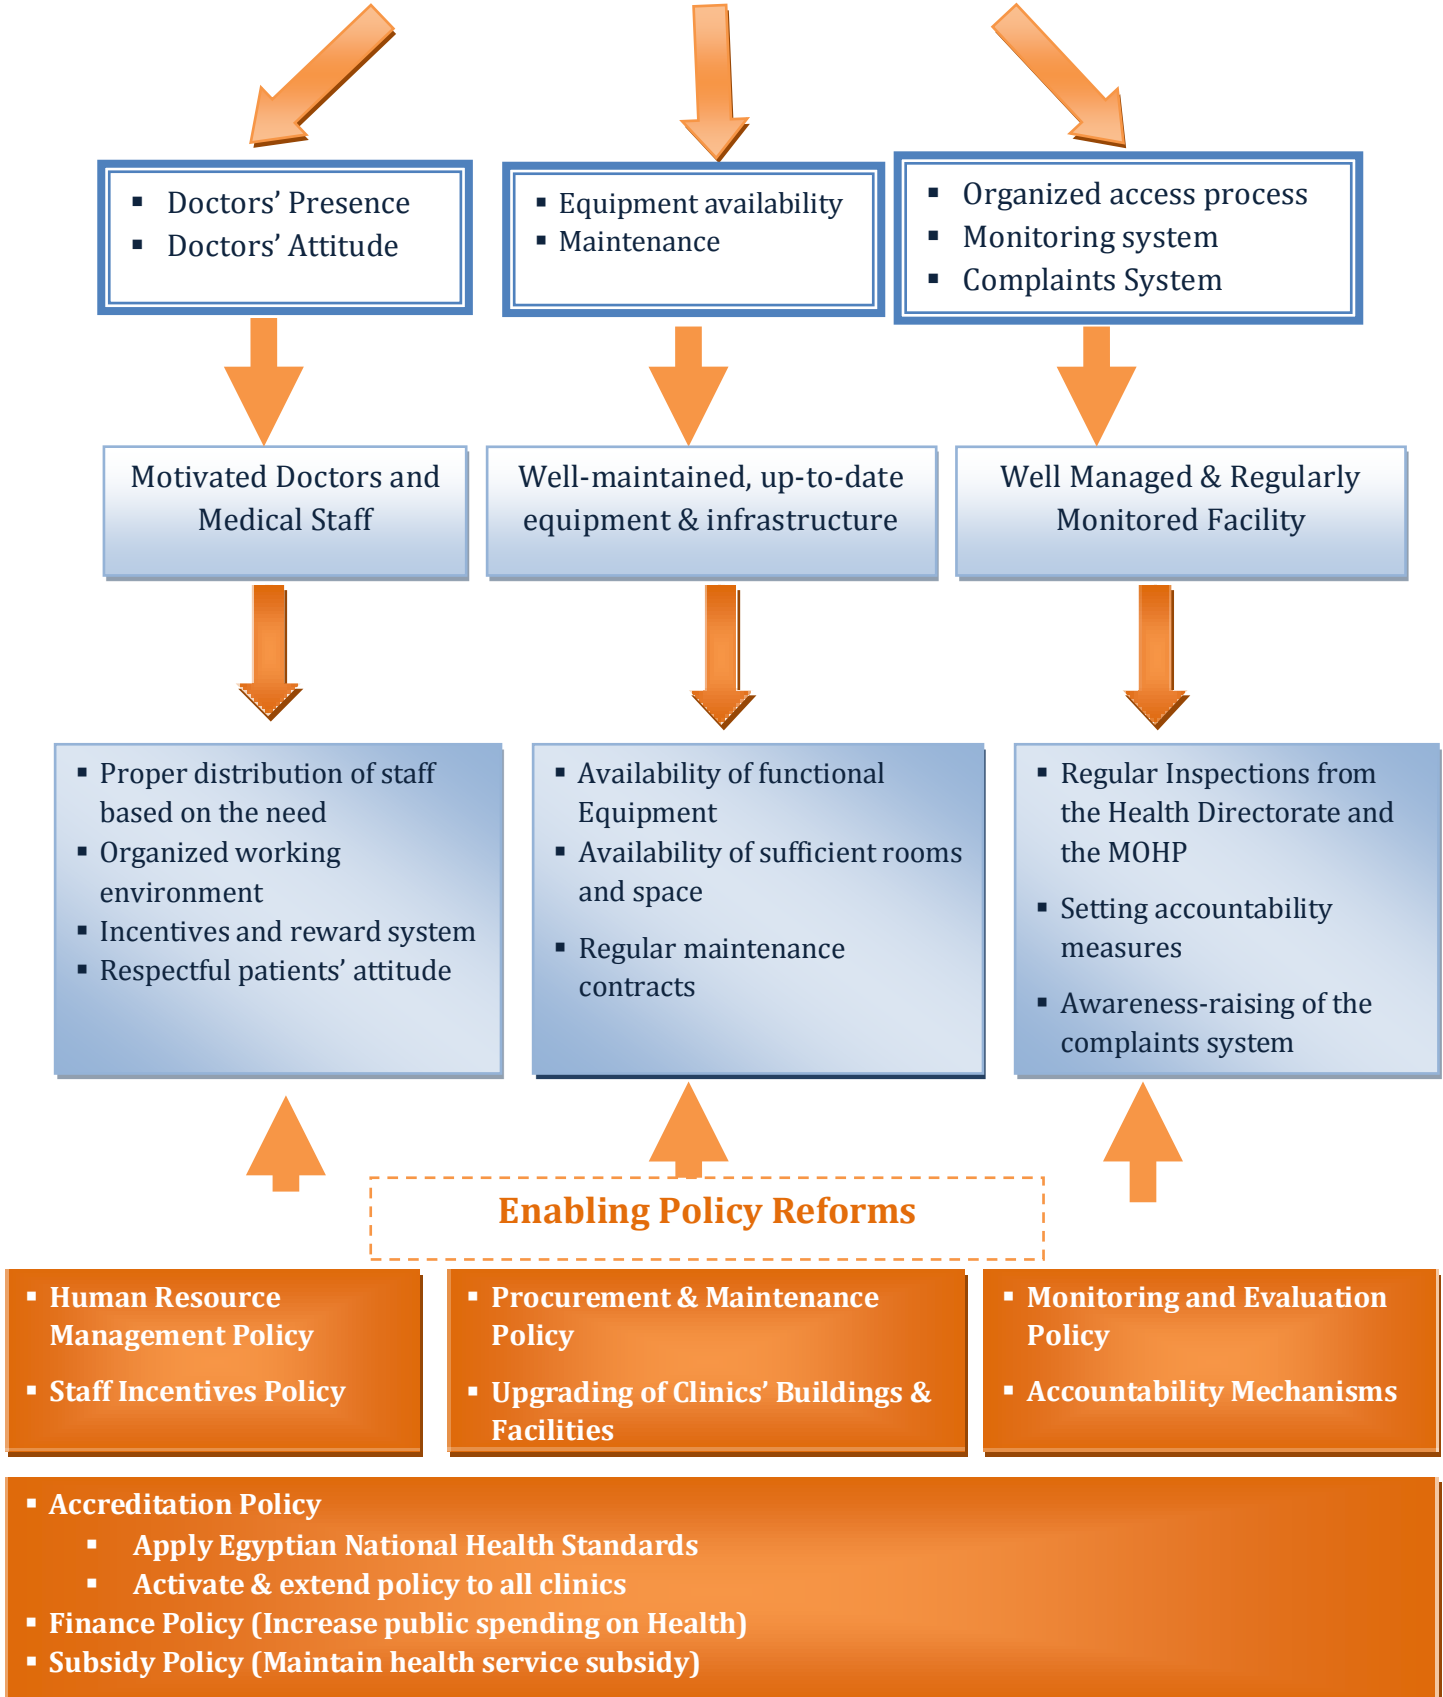 ▪ Doctors’ Presence
▪ Doctors’ Attitude
▪ Equipment availability
▪ Maintenance
▪ Organized access process
▪ Monitoring system
▪ Complaints System
Motivated Doctors and
Medical Staff
Well-maintained, up-to-date
equipment & infrastructure
Well Managed & Regularly
Monitored Facility
▪ Proper distribution of staff
based on the need
▪ Organized working
environment
▪ Incentives and reward system
▪ Respectful patients’ attitude
▪ Availability of functional
Equipment
▪ Availability of sufficient rooms
and space
▪ Regular maintenance
contracts
▪ Regular Inspections from
the Health Directorate and
the MOHP
▪ Setting accountability
measures
▪ Awareness-raising of the
complaints system
Enabling Policy Reforms
▪ Human Resource
Management Policy
▪ Staff Incentives Policy
▪ Procurement & Maintenance
Policy
▪ Upgrading of Clinics’ Buildings &
Facilities
▪ Monitoring and Evaluation
Policy
▪ Accountability Mechanisms
▪ Accreditation Policy
▪ Apply Egyptian National Health Standards
▪ Activate & extend policy to all clinics
▪ Finance Policy (Increase public spending on Health)
▪ Subsidy Policy (Maintain health service subsidy)